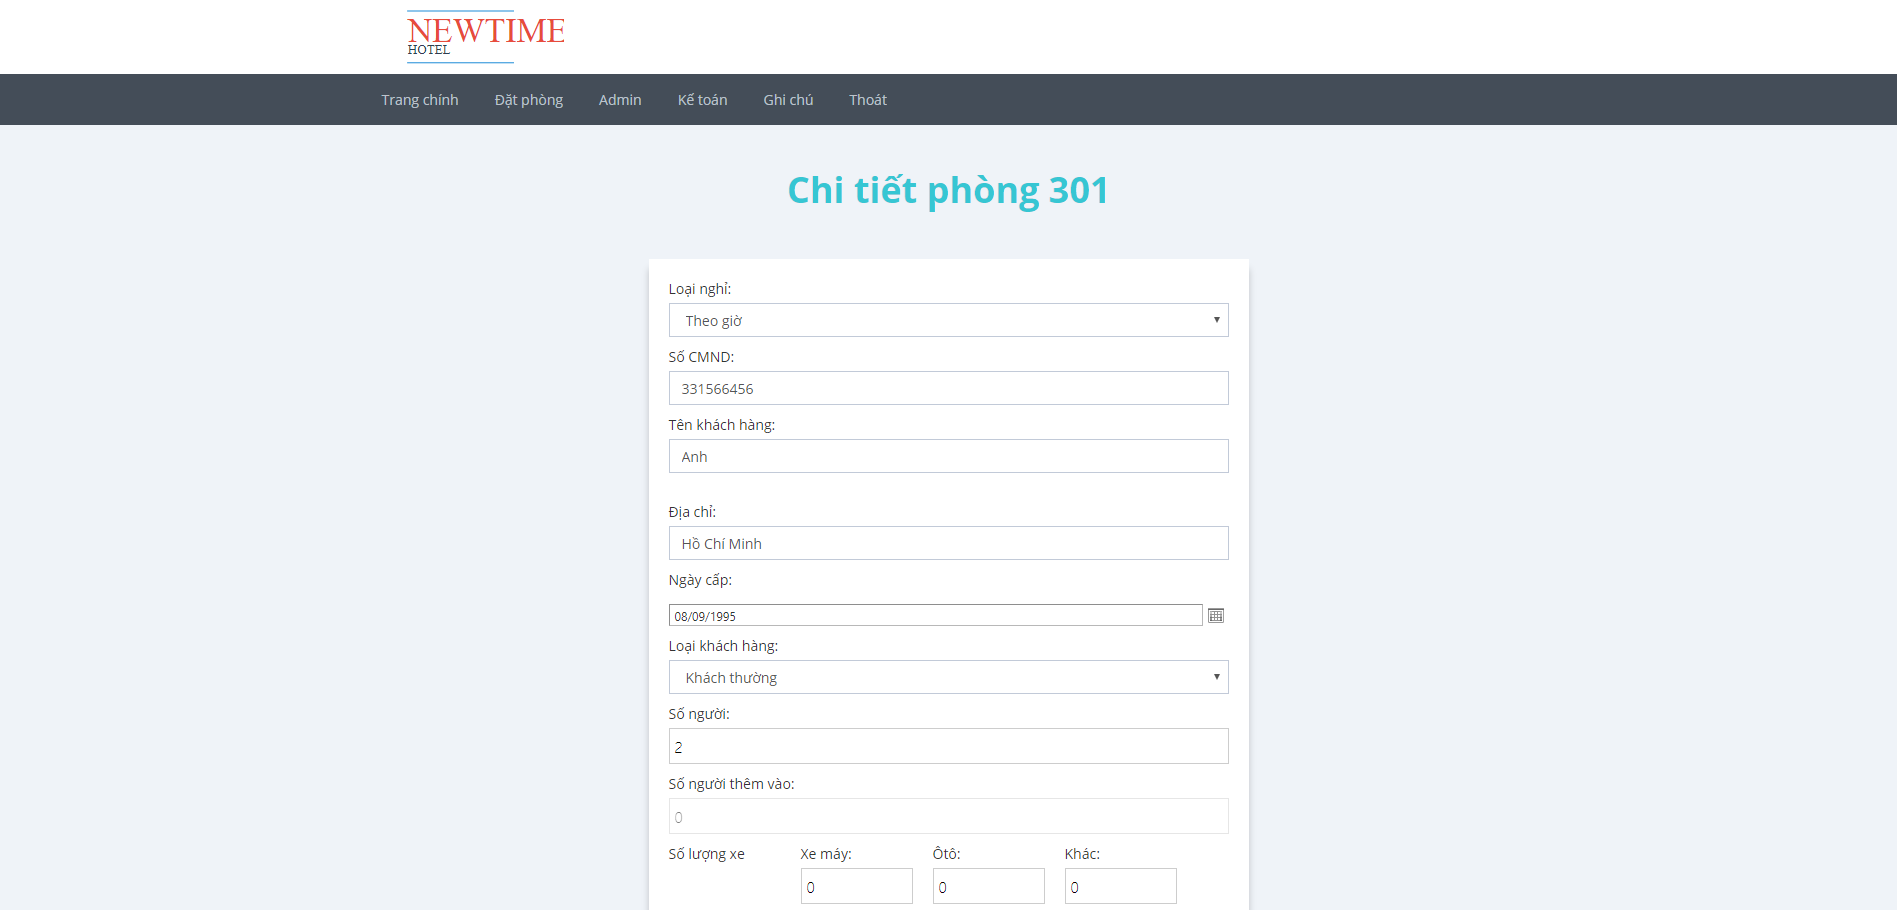 NEWTIME
HOTEL
Trang chính Đặt phòng Admin Kế toán Ghi chú Thoát
Chi tiết phòng 301
Loại nghỉ:
Theo giờ
Số CMND:
331566456
Tên khách hàng:
Anh
Địa chỉ:
Hồ Chí Minh
Ngày cấp:
08/09/1995
Loại khách hàng:
Khách thường
Số người:
2
Số người thêm vào:
0
Số lượng xe Xe máy: Ôtô: Khác:
0 0 0